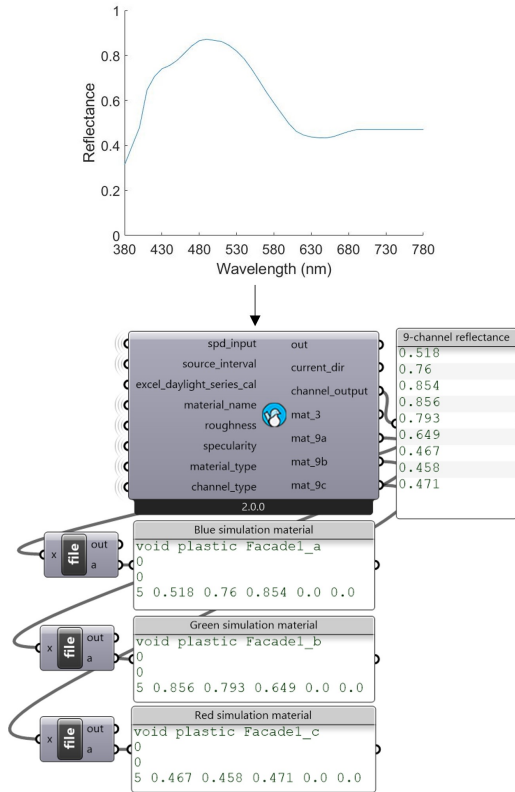 1
0.8
0.6
0.4
0.2
0
Reflectance
380 430 480 530 580 630 680 730 780
Wavelength (nm)
spd_input
source_interval
excel_daylight_series_cal
material_name
roughness
specularity
material_type
channel_type
out
current_dir
channel_output
mat_3
mat_9a
mat_9b
mat_9c
2.0.0
9-channel reflectance
0.518
0.76
0.854
0.856
0.793
0.649
0.467
0.458
0.471
x file out
a
Blue simulation material
void plastic Facade1_a
0
0
5 0.518 0.76 0.854 0.0 0.0
x file out
a
Green simulation material
void plastic Facade1_b
0
0
5 0.856 0.793 0.649 0.0 0.0
x file out
a
Red simulation material
void plastic Facade1_c
0
0
5 0.467 0.458 0.471 0.0 0.0